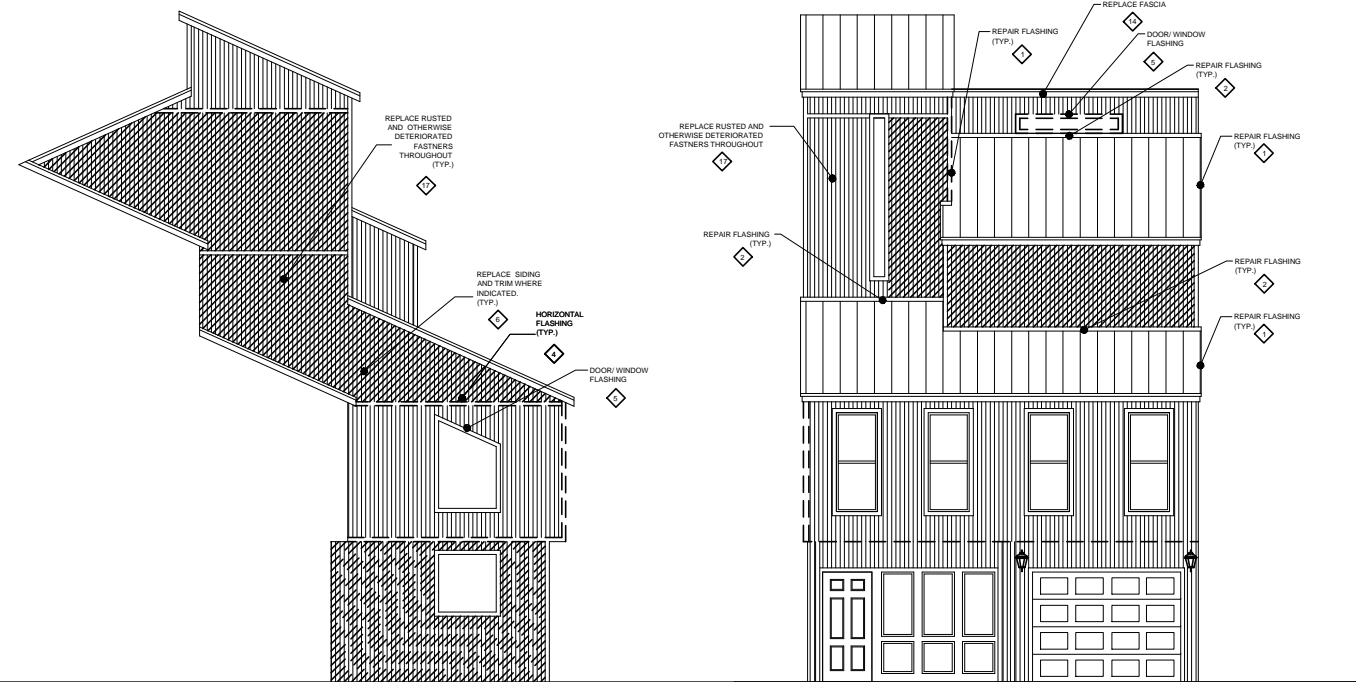 REPLACE RUSTED
AND OTHERWISE
DETERIORATED
FASTNERS
THROUGHOUT
(TYP.)
17
REPLACE SIDING
AND TRIM WHERE
INDICATED.
(TYP.)
6
HORIZONTAL
FLASHING
(TYP.)
4
DOOR/ WINDOW
FLASHING
5
REPLACE FASCIA
14
REPAIR FLASHING
(TYP.)
1
DOOR/ WINDOW
FLASHING
5
REPAIR FLASHING
(TYP.)
2
REPLACE RUSTED AND
OTHERWISE DETERIORATED
FASTNERS THROUGHOUT
17
REPAIR FLASHING
(TYP.)
1
REPAIR FLASHING
(TYP.)
2
REPAIR FLASHING
(TYP.)
2
REPAIR FLASHING
(TYP.)
1